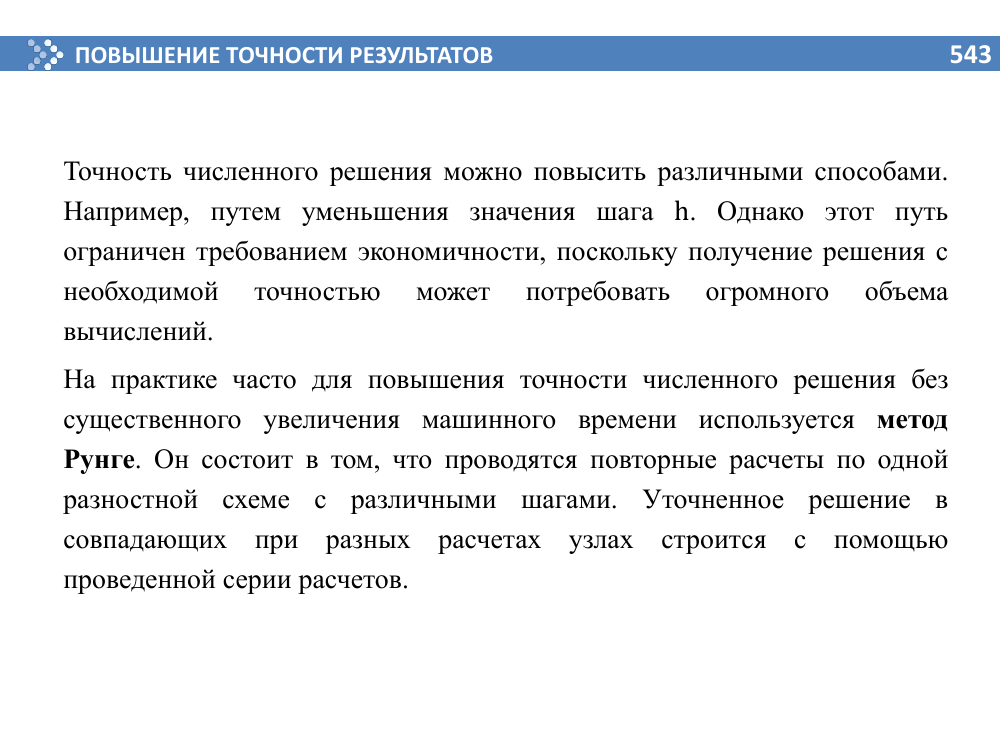 ПОВЫШЕНИЕ ТОЧНОСТИ РЕЗУЛЬТАТОВ 543
Точность численного решения можно повысить различными способами.
Например, путем уменьшения значения шага h. Однако этот путь
ограничен требованием экономичности, поскольку получение решения с
необходимой точностью может потребовать огромного объема
вычислений.
На практике часто для повышения точности численного решения без
существенного увеличения машинного времени используется метод
Рунге. Он состоит в том, что проводятся повторные расчеты по одной
разностной схеме с различными шагами. Уточненное решение в
совпадающих при разных расчетах узлах строится с помощью
проведенной серии расчетов.